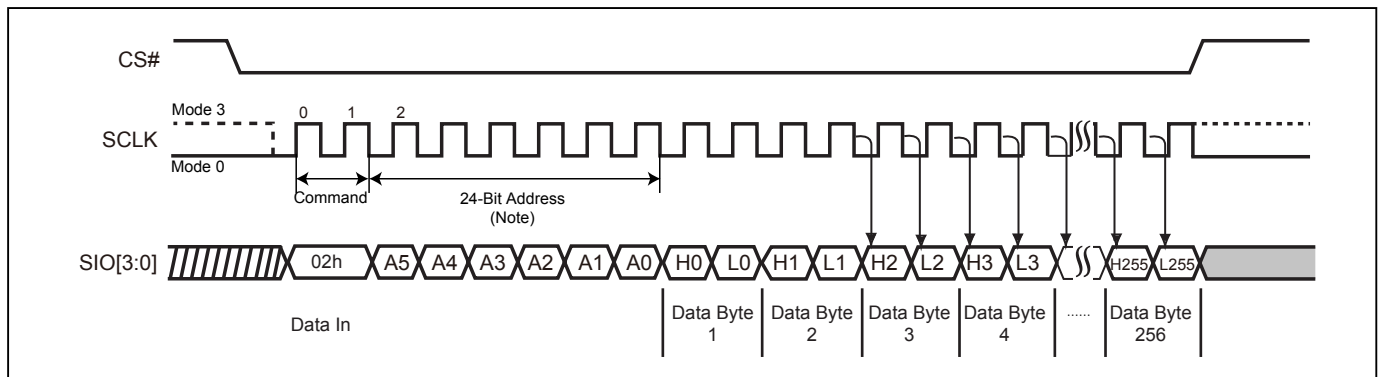 CS#
Mode 3
0 1 2
SCLK
Mode 0
Command
24-Bit Address
(Note)
SIO[3:0]
02h A5 A4 A3 A2 A1 A0 H0 L0 H1 L1 H2 L2 H3 L3 H255 L255
Data In
Data Byte 1
Data Byte 2
Data Byte 3
Data Byte 4
......
Data Byte 256